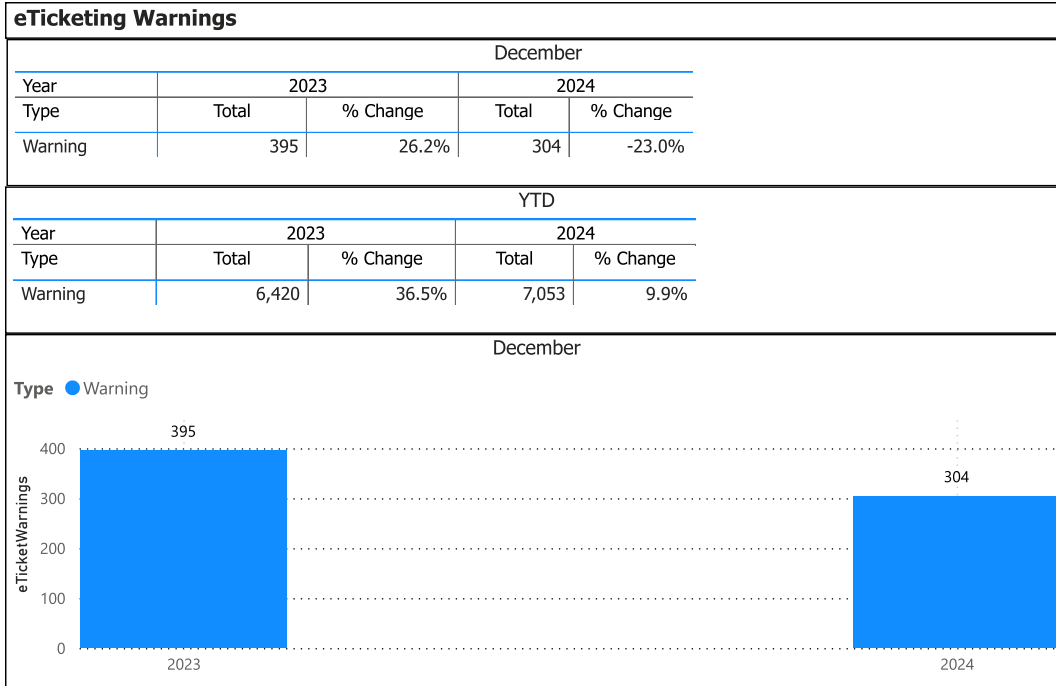 eTicketing Warnings
December
Year 2023 2024
Type Total % Change Total % Change
Warning 395 26.2% 304 -23.0%
YTD
Year 2023 2024
Type Total % Change Total % Change
Warning 6,420 36.5% 7,053 9.9%
December
Type Warning
395
400
304
300
200
100
0
eTicketWarnings
2023 2024